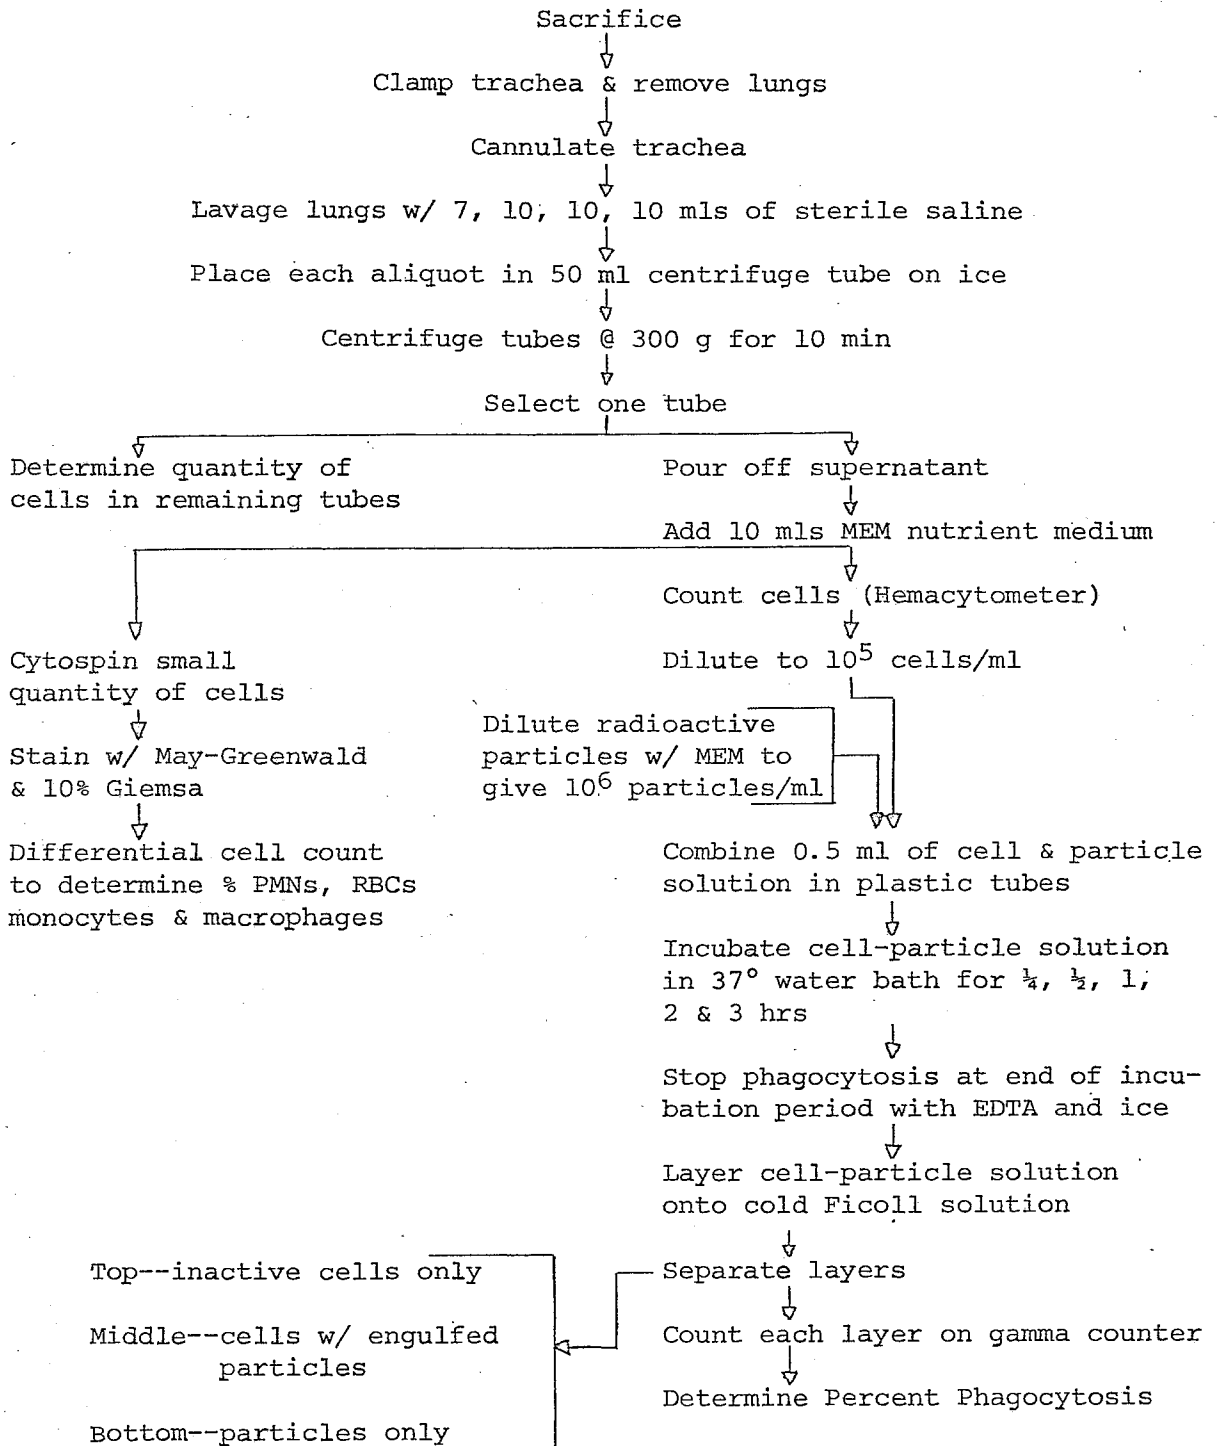 Sacrifice
Clamp trachea & remove lungs
Cannulate trachea
Lavage lungs w/ 7, 10, 10, 10 mls of sterile saline
Place each aliquot in 50 ml centrifuge tube on ice
Centrifuge tubes @ 300 g for 10 min
Select one tube
Determine quantity of
cells in remaining tubes
Pour off supernatant
Add 10 mls MEM nutrient medium
Count cells (Hemacytometer)
Dilute to 10⁵ cells/ml
Cytospin small
quantity of cells
Stain w/ May-Greenwald
& 10% Giemsa
Differential cell count
to determine % PMNs, RBCs
monocytes & macrophages
Dilute radioactive
particles w/ MEM to
give 10⁶ particles/ml
Combine 0.5 ml of cell & particle
solution in plastic tubes
Incubate cell-particle solution
in 37° water bath for ¼, ½, 1,
2 & 3 hrs
Stop phagocytosis at end of incu-
bation period with EDTA and ice
Layer cell-particle solution
onto cold Ficoll solution
Separate layers
Top--inactive cells only
Middle--cells w/ engulfed
particles
Bottom--particles only
Count each layer on gamma counter
Determine Percent Phagocytosis